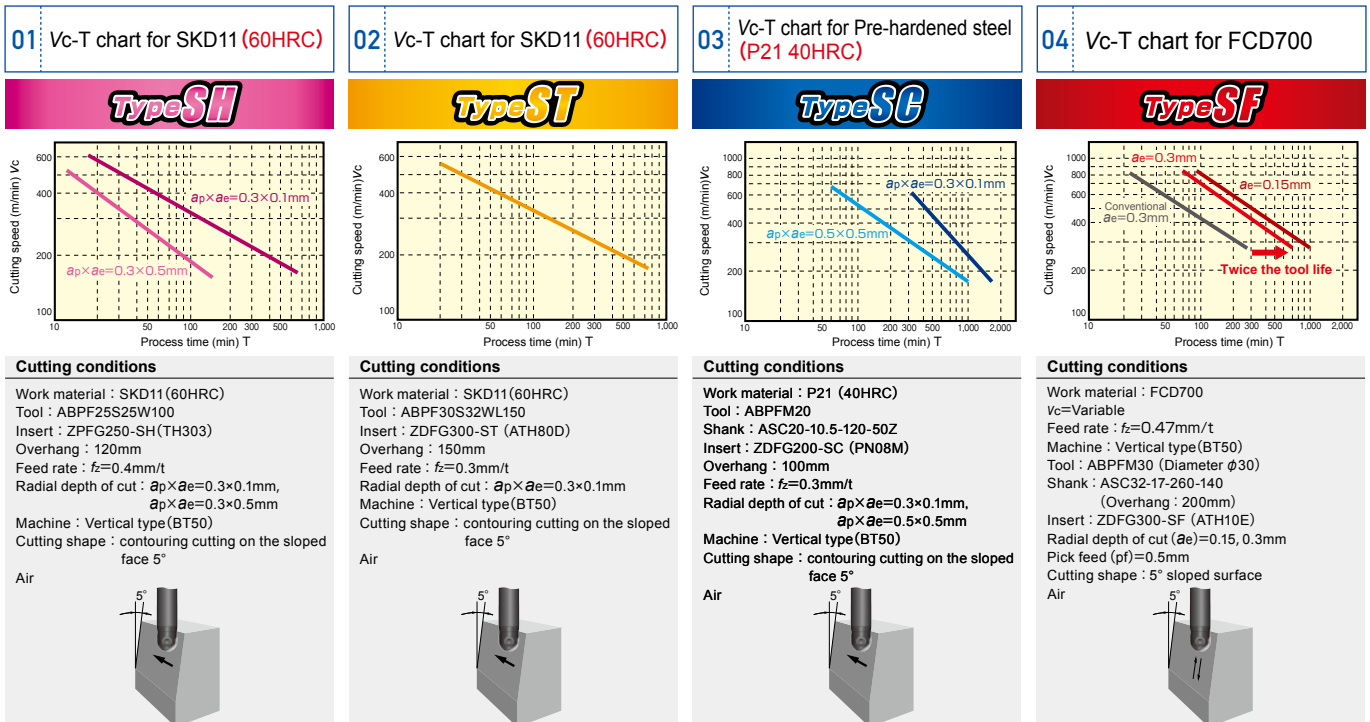 01 Vc-T chart for SKD11 (60HRC)
Type SH
Cutting speed (m/min) Vc
600
400
200
100
ap×ae=0.3×0.1mm
ap×ae=0.3×0.5mm
10 50 100 200 300 500 1,000
Process time (min) T
Cutting conditions
Work material：SKD11(60HRC)
Tool：ABPF25S25W100
Insert：ZPFG250-SH(TH303)
Overhang：120mm
Feed rate：fz=0.4mm/t
Radial depth of cut：ap×ae=0.3×0.1mm,
ap×ae=0.3×0.5mm
Machine：Vertical type(BT50)
Cutting shape：contouring cutting on the sloped
face 5°
Air
5°
02 Vc-T chart for SKD11 (60HRC)
Type ST
Cutting speed (m/min)Vc
600
400
200
100
ap×ae=0.3×0.1mm
10 50 100 200 300 500 1,000
Process time (min) T
Cutting conditions
Work material：SKD11(60HRC)
Tool：ABPF30S32WL150
Insert：ZDFG300-ST (ATH80D)
Overhang：150mm
Feed rate：fz=0.3mm/t
Radial depth of cut：ap×ae=0.3×0.1mm
Machine：Vertical type(BT50)
Cutting shape：contouring cutting on the sloped
face 5°
Air
5°
03 Vc-T chart for Pre-hardened steel
(P21 40HRC)
Type SC
Cutting speed (m/min)Vc
1000
800
600
400
200
100
ap×ae=0.3×0.1mm
ap×ae=0.5×0.5mm
10 50 100 200 300 500 1,000 2,000
Process time (min) T
Cutting conditions
Work material：P21 (40HRC)
Tool：ABPFM20
Shank：ASC20-10.5-120-50Z
Insert：ZDFG200-SC (PN08M)
Overhang：100mm
Feed rate：fz=0.3mm/t
Radial depth of cut：ap×ae=0.3×0.1mm,
ap×ae=0.5×0.5mm
Machine：Vertical type(BT50)
Cutting shape：contouring cutting on the sloped
face 5°
Air
5°
04 Vc-T chart for FCD700
Type SF
Cutting speed (m/min)Vc
1000
800
600
400
200
100
ae=0.3mm
ae=0.15mm
Conventional
ae=0.3mm
Twice the tool life
10 50 100 200 300 500 1,000 2,000
Process time (min) T
Cutting conditions
Work material：FCD700
Vc=Variable
Feed rate：fz=0.47mm/t
Machine：Vertical type(BT50)
Tool：ABPFM30 (Diameter ϕ30)
Shank：ASC32-17-260-140
(Overhang：200mm)
Insert：ZDFG300-SF (ATH10E)
Radial depth of cut (ae)=0.15, 0.3mm
Pick feed (pf)=0.5mm
Cutting shape：5° sloped surface
Air
5°